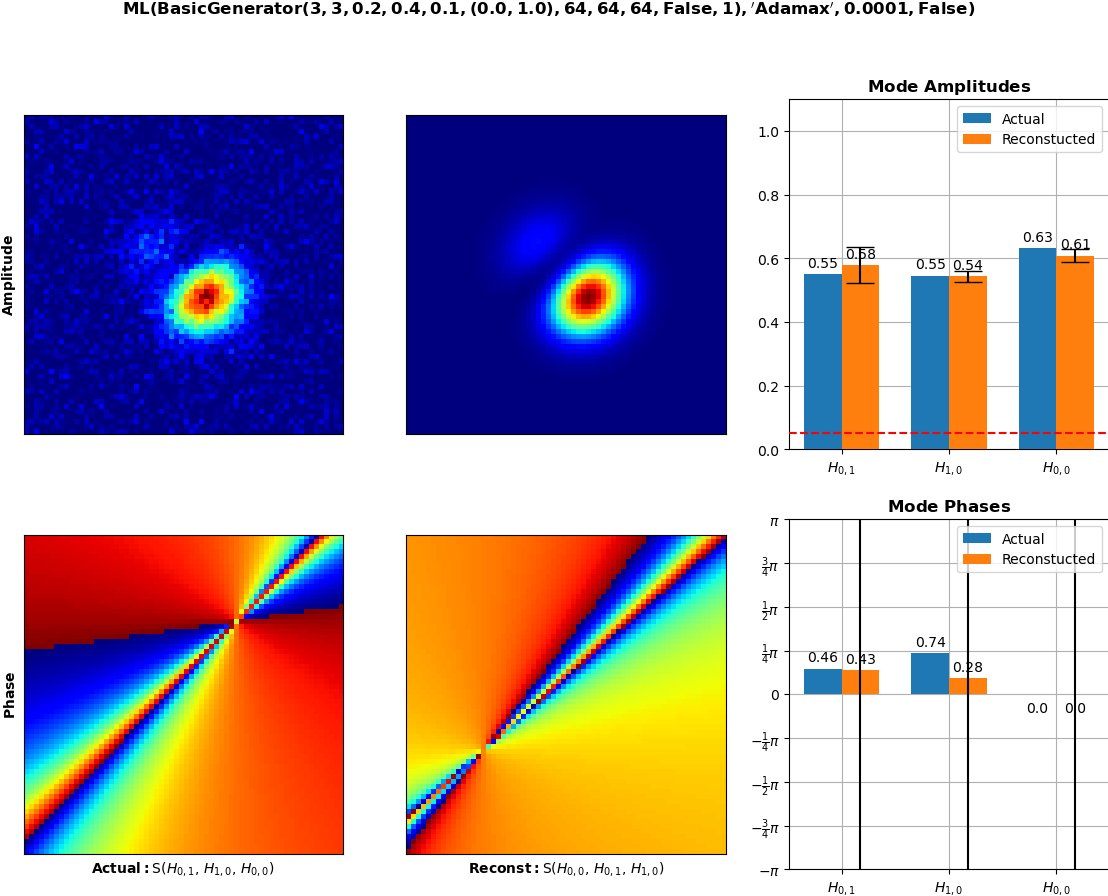 ML(BasicGenerator(3, 3, 0.2, 0.4, 0.1, (0.0, 1.0), 64, 64, 64, False, 1), ′Adamax′, 0.0001, False)
Amplitude
Mode Amplitudes
Actual
Reconstucted
1.0
0.8
0.6
0.4
0.2
0.0
0.55
0.58
0.55
0.54
0.63
0.61
H0, 1
H1, 0
H0, 0
Phase
Actual: S(H0, 1, H1, 0, H0, 0)
Reconst: S(H0, 0, H0, 1, H1, 0)
Mode Phases
Actual
Reconstucted
π
3/4π
1/2π
1/4π
0
−1/4π
−1/2π
−3/4π
−π
0.46
0.43
0.74
0.28
0.0
0.0
H0, 1
H1, 0
H0, 0